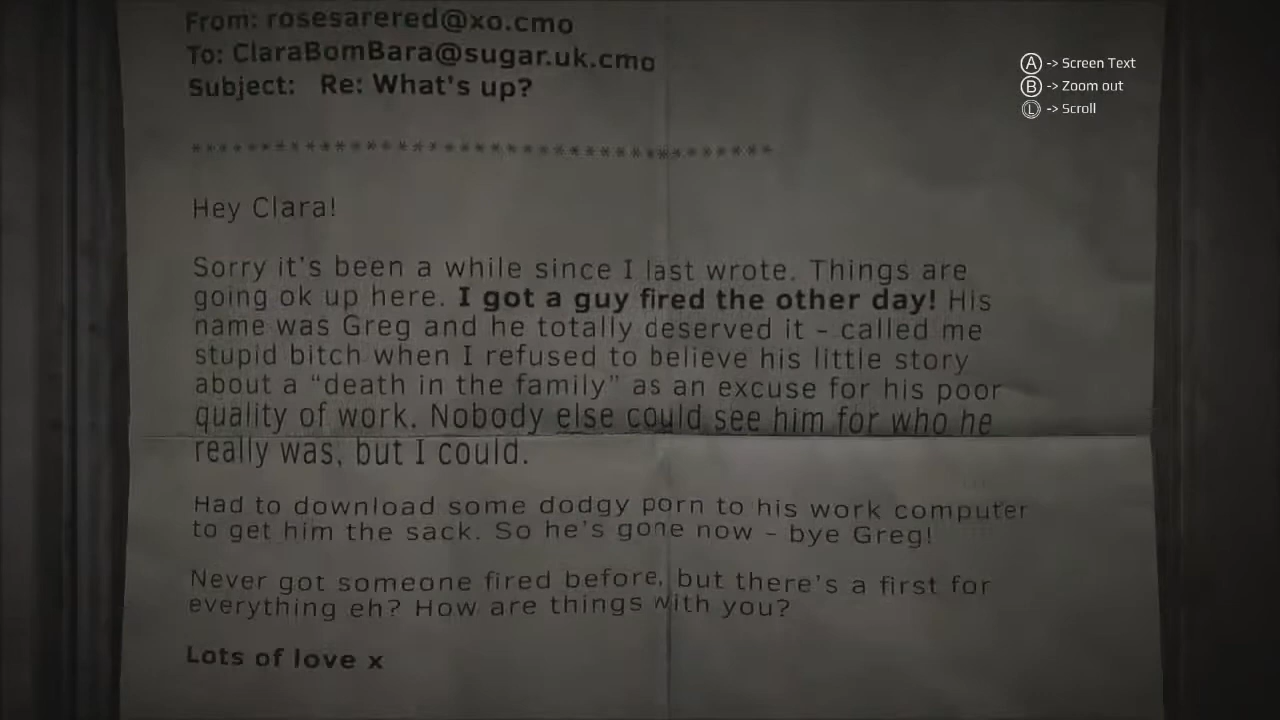 From: rosesarered@xo.cmo
To: ClaraBomBara@sugar.uk.cmo
Subject: Re: What's up?
**************************************
Hey Clara!
Sorry it's been a while since I last wrote. Things are
going ok up here. I got a guy fired the other day! His
name was Greg and he totally deserved it - called me
stupid bitch when I refused to believe his little story
about a “death in the family” as an excuse for his poor
quality of work. Nobody else could see him for who he
really was, but I could.
Had to download some dodgy porn to his work computer
to get him the sack. So he's gone now - bye Greg!
Never got someone fired before, but there's a first for
everything eh? How are things with you?
Lots of love x
A -> Screen Text
B -> Zoom out
L -> Scroll